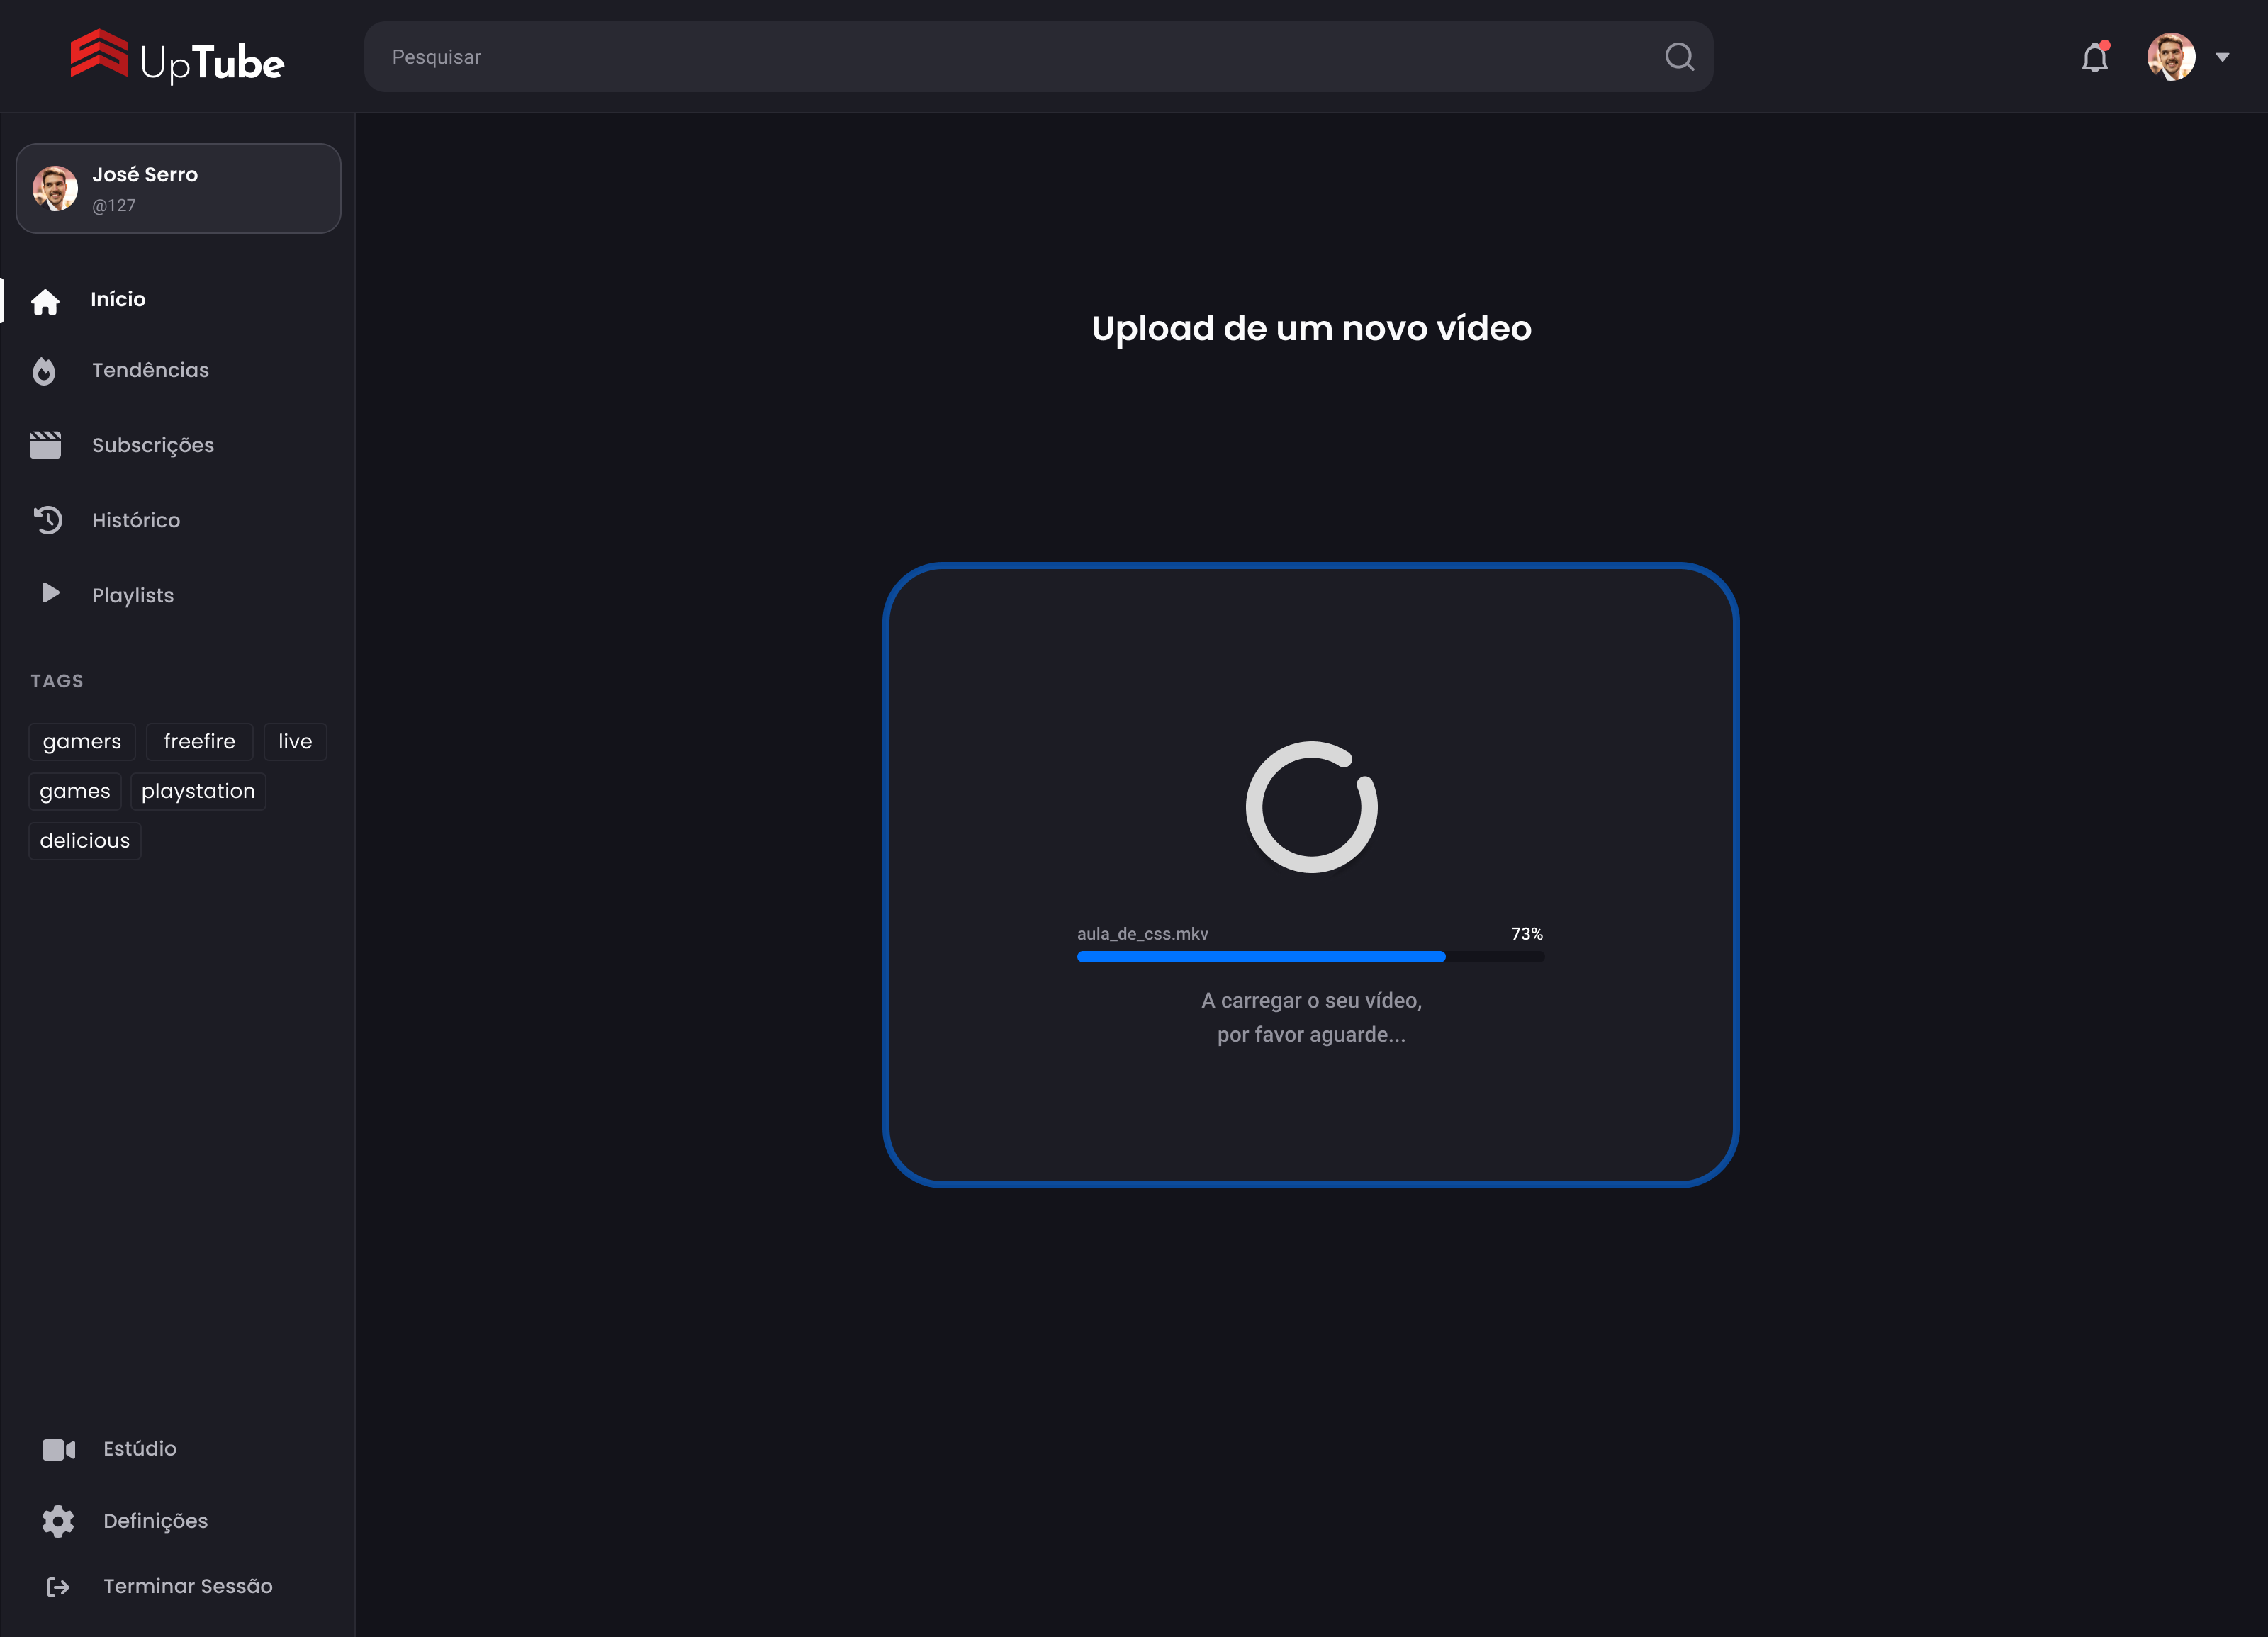 UpTube
Pesquisar
José Serro
@127
Início
Tendências
Subscrições
Histórico
Playlists
TAGS
gamers
freefire
live
games
playstation
delicious
Estúdio
Definições
Terminar Sessão
Upload de um novo vídeo
aula_de_css.mkv
73%
A carregar o seu vídeo,
por favor aguarde...